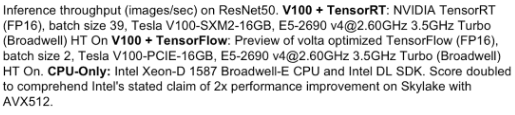 Inference throughput (images/sec) on ResNet50. V100 + TensorRT: NVIDIA TensorRT
(FP16), batch size 39, Tesla V100-SXM2-16GB, E5-2690 v4@2.60GHz 3.5GHz Turbo
(Broadwell) HT On V100 + TensorFlow: Preview of volta optimized TensorFlow (FP16),
batch size 2, Tesla V100-PCIE-16GB, E5-2690 v4@2.60GHz 3.5GHz Turbo (Broadwell)
HT On. CPU-Only: Intel Xeon-D 1587 Broadwell-E CPU and Intel DL SDK. Score doubled
to comprehend Intel's stated claim of 2x performance improvement on Skylake with
AVX512.